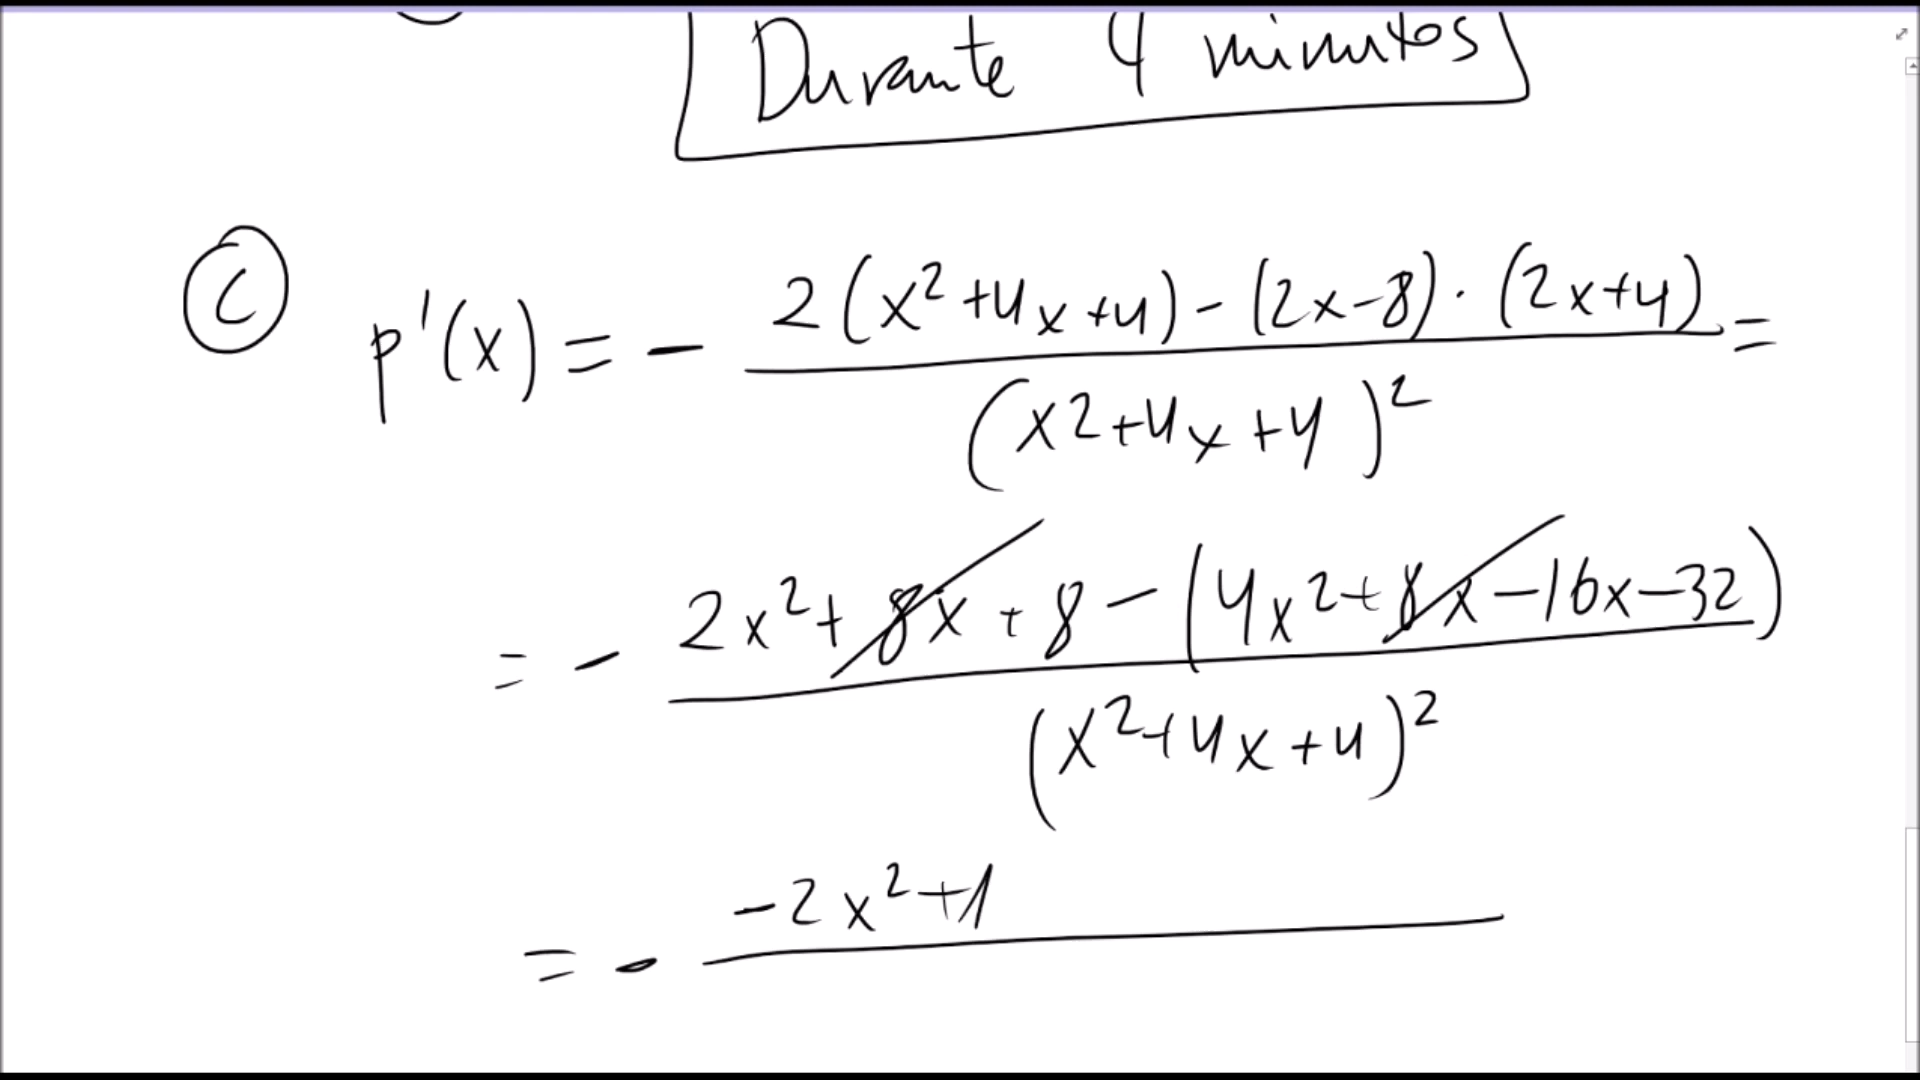 Durante 4 minutos
C p'(x) = - 2(x²+4x+4)-(2x-8)·(2x+4) =
(x2+4x+4)²
= - 2x²+8x+8-(4x²+8x-16x-32)
(x²+4x+4)²
= - -2x²+1